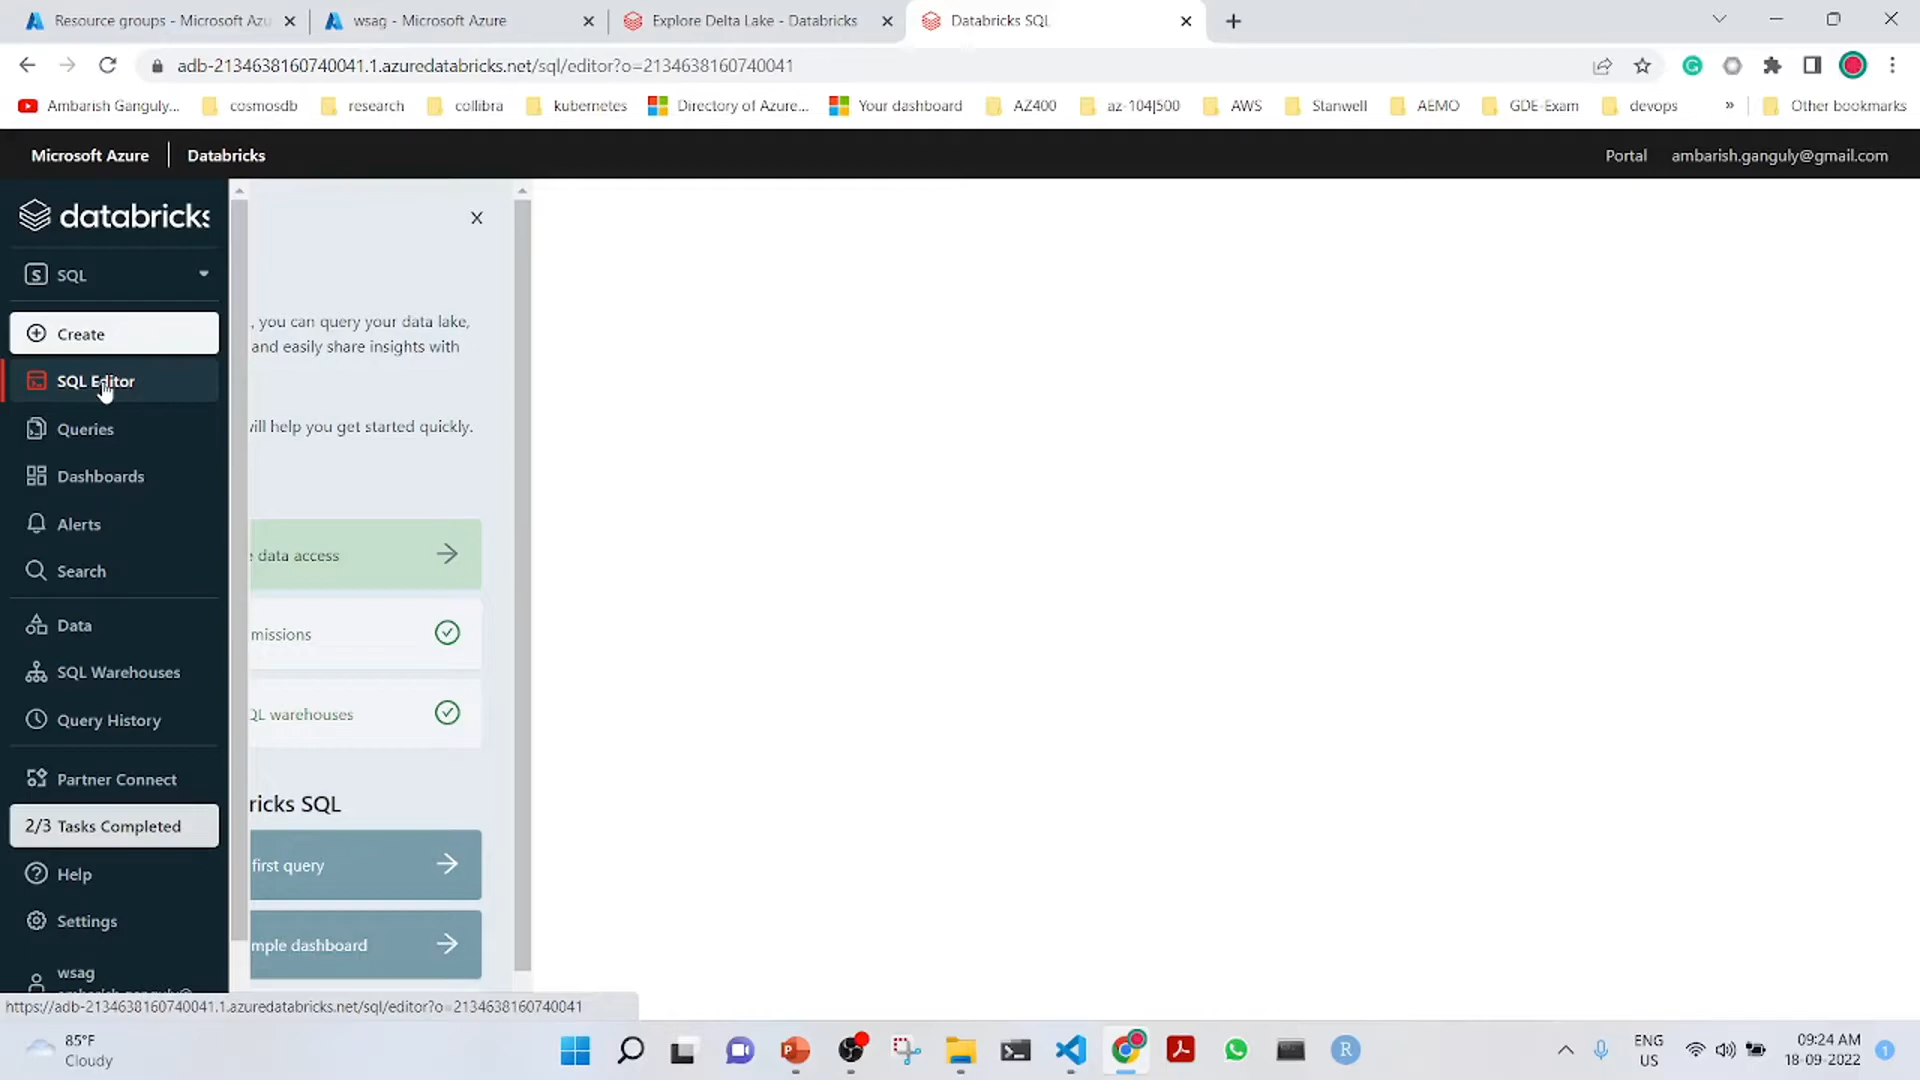 Resource groups - Microsoft Azu
wsag - Microsoft Azure
Explore Delta Lake - Databricks
Databricks SQL
adb-2134638160740041.1.azuredatabricks.net/sql/editor?o=2134638160740041
Ambarish Ganguly...
cosmosdb
research
collibra
kubernetes
Directory of Azure...
Your dashboard
AZ400
az-104|500
AWS
Stanwell
AEMO
GDE-Exam
devops
»
Other bookmarks
Microsoft Azure
Databricks
Portal
ambarish.ganguly@gmail.com
databricks
S SQL
X
Create
, you can query your data lake,
and easily share insights with
SQL Editor
Queries
will help you get started quickly.
Dashboards
Alerts
data access
Search
Data
missions
SQL Warehouses
QL warehouses
Query History
Partner Connect
ricks SQL
2/3 Tasks Completed
first query
Help
Settings
mple dashboard
wsag
https://adb-2134638160740041.1.azuredatabricks.net/sql/editor?o=2134638160740041
85°F
Cloudy
R
ENG
US
09:24 AM
18-09-2022
1